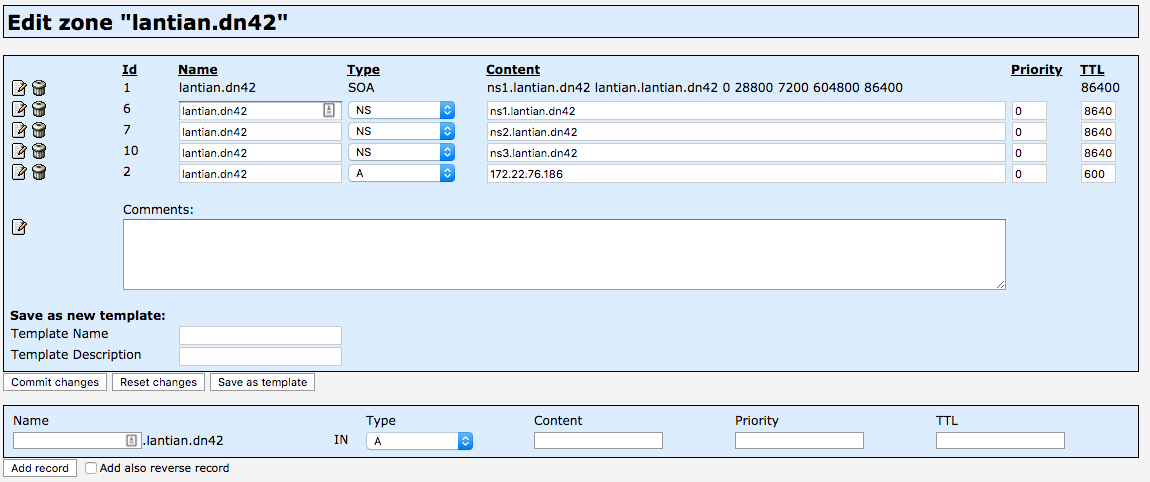 Edit zone "lantian.dn42"
Id Name Type Content Priority TTL
1 lantian.dn42 SOA ns1.lantian.dn42 lantian.lantian.dn42 0 28800 7200 604800 86400 86400
6 lantian.dn42 NS ns1.lantian.dn42 0 8640
7 lantian.dn42 NS ns2.lantian.dn42 0 8640
10 lantian.dn42 NS ns3.lantian.dn42 0 8640
2 lantian.dn42 A 172.22.76.186 0 600
Comments:
Save as new template:
Template Name
Template Description
Commit changes Reset changes Save as template
Name Type Content Priority TTL
.lantian.dn42 IN A
Add record Add also reverse record